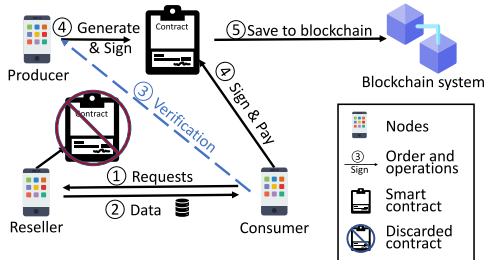 ④ Generate
& Sign
Contract
⑤ Save to blockchain
Producer
Blockchain system
③ Verification
④ Sign & Pay
Contract
① Requests
② Data
Reseller
Consumer
Nodes
③
Sign
Order and
operations
Smart
contract
Discarded
contract